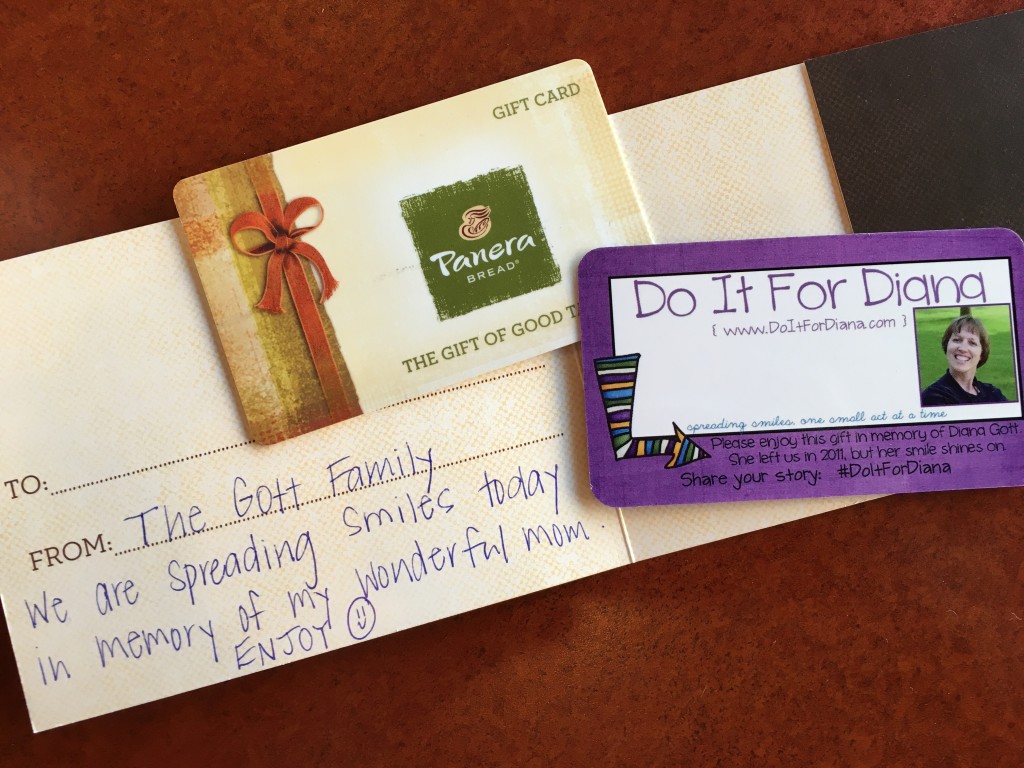 GIFT CARD
Panera
BREAD®
THE GIFT OF GOOD
Do It For Diana
{ www.DoItForDiana.com }
spreading smiles, one small act at a time
Please enjoy this gift in memory of Diana Gott.
She left us in 2011, but her smile shines on.
Share your story: #DoItForDiana
TO:
FROM: The Gott Family
We are spreading smiles today
in memory of my wonderful mom.
ENJOY